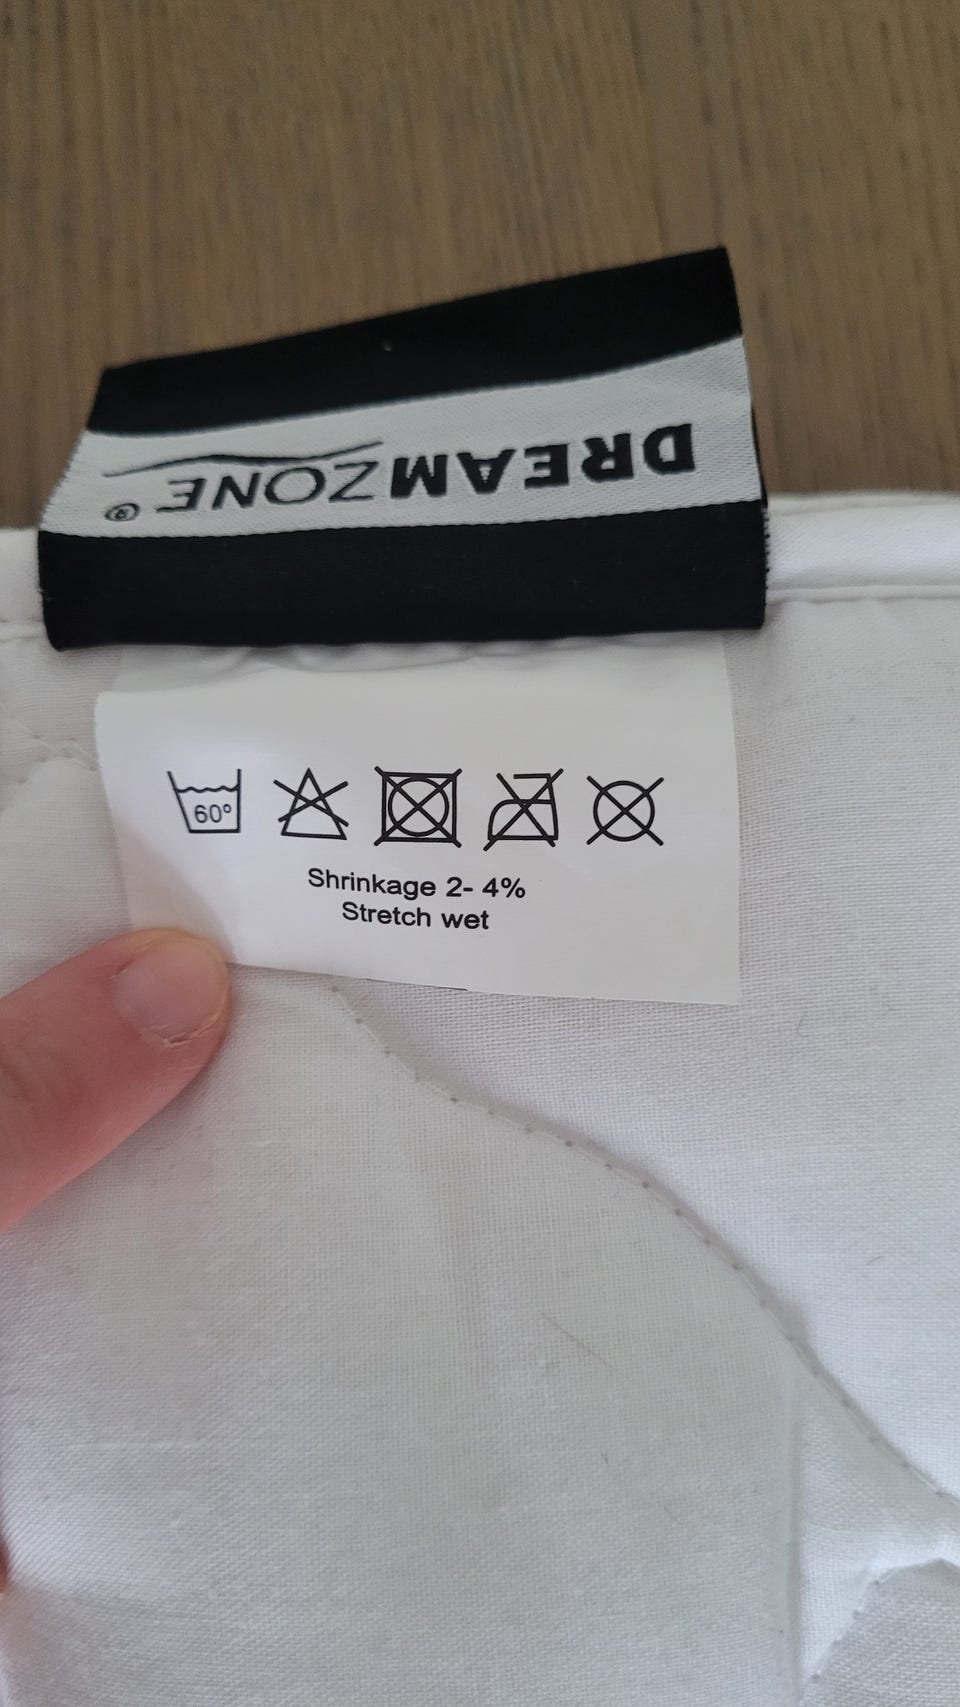 DREAMZONE®
60°
Shrinkage 2- 4%
Stretch wet